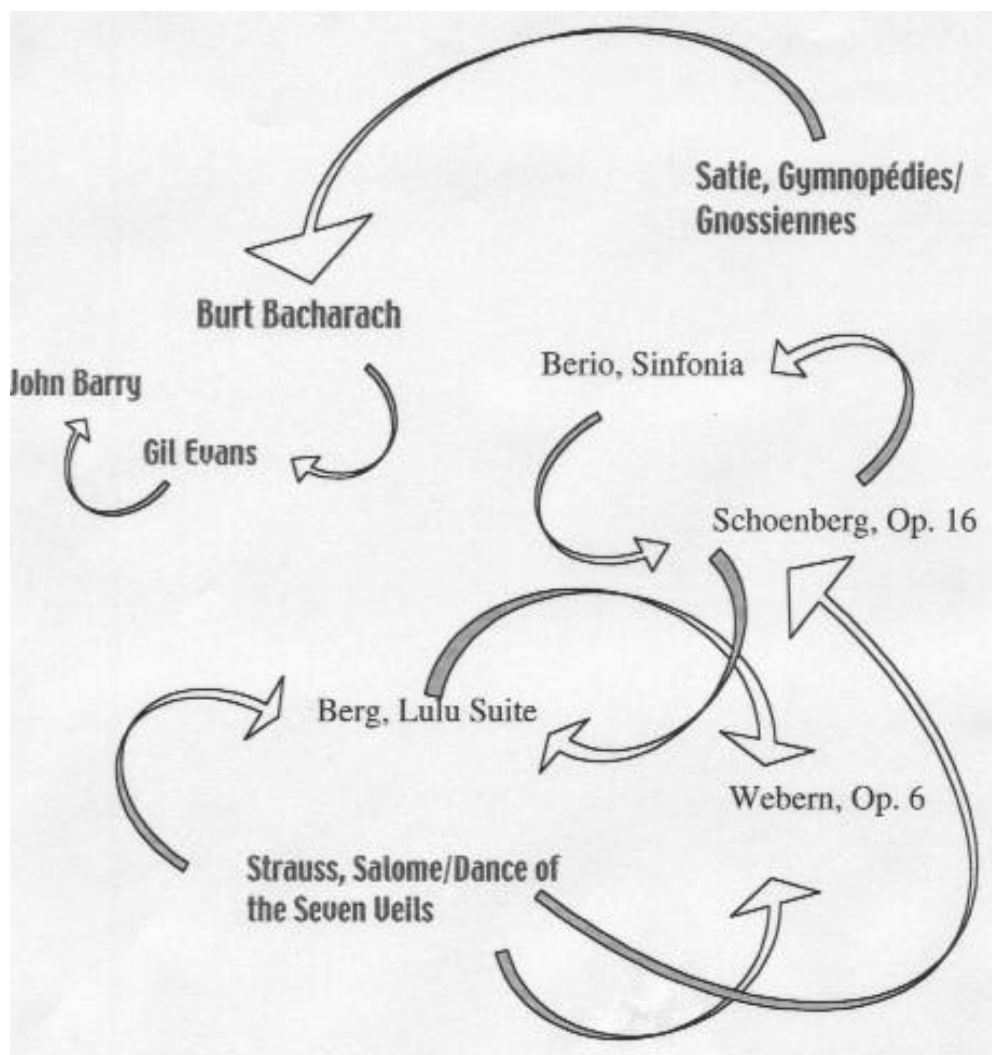 Satie, Gymnopédies/
Gnossiennes
Burt Bacharach
Berio, Sinfonia
John Barry
Gil Evans
Schoenberg, Op. 16
Berg, Lulu Suite
Webern, Op. 6
Strauss, Salome/Dance of
the Seven Veils